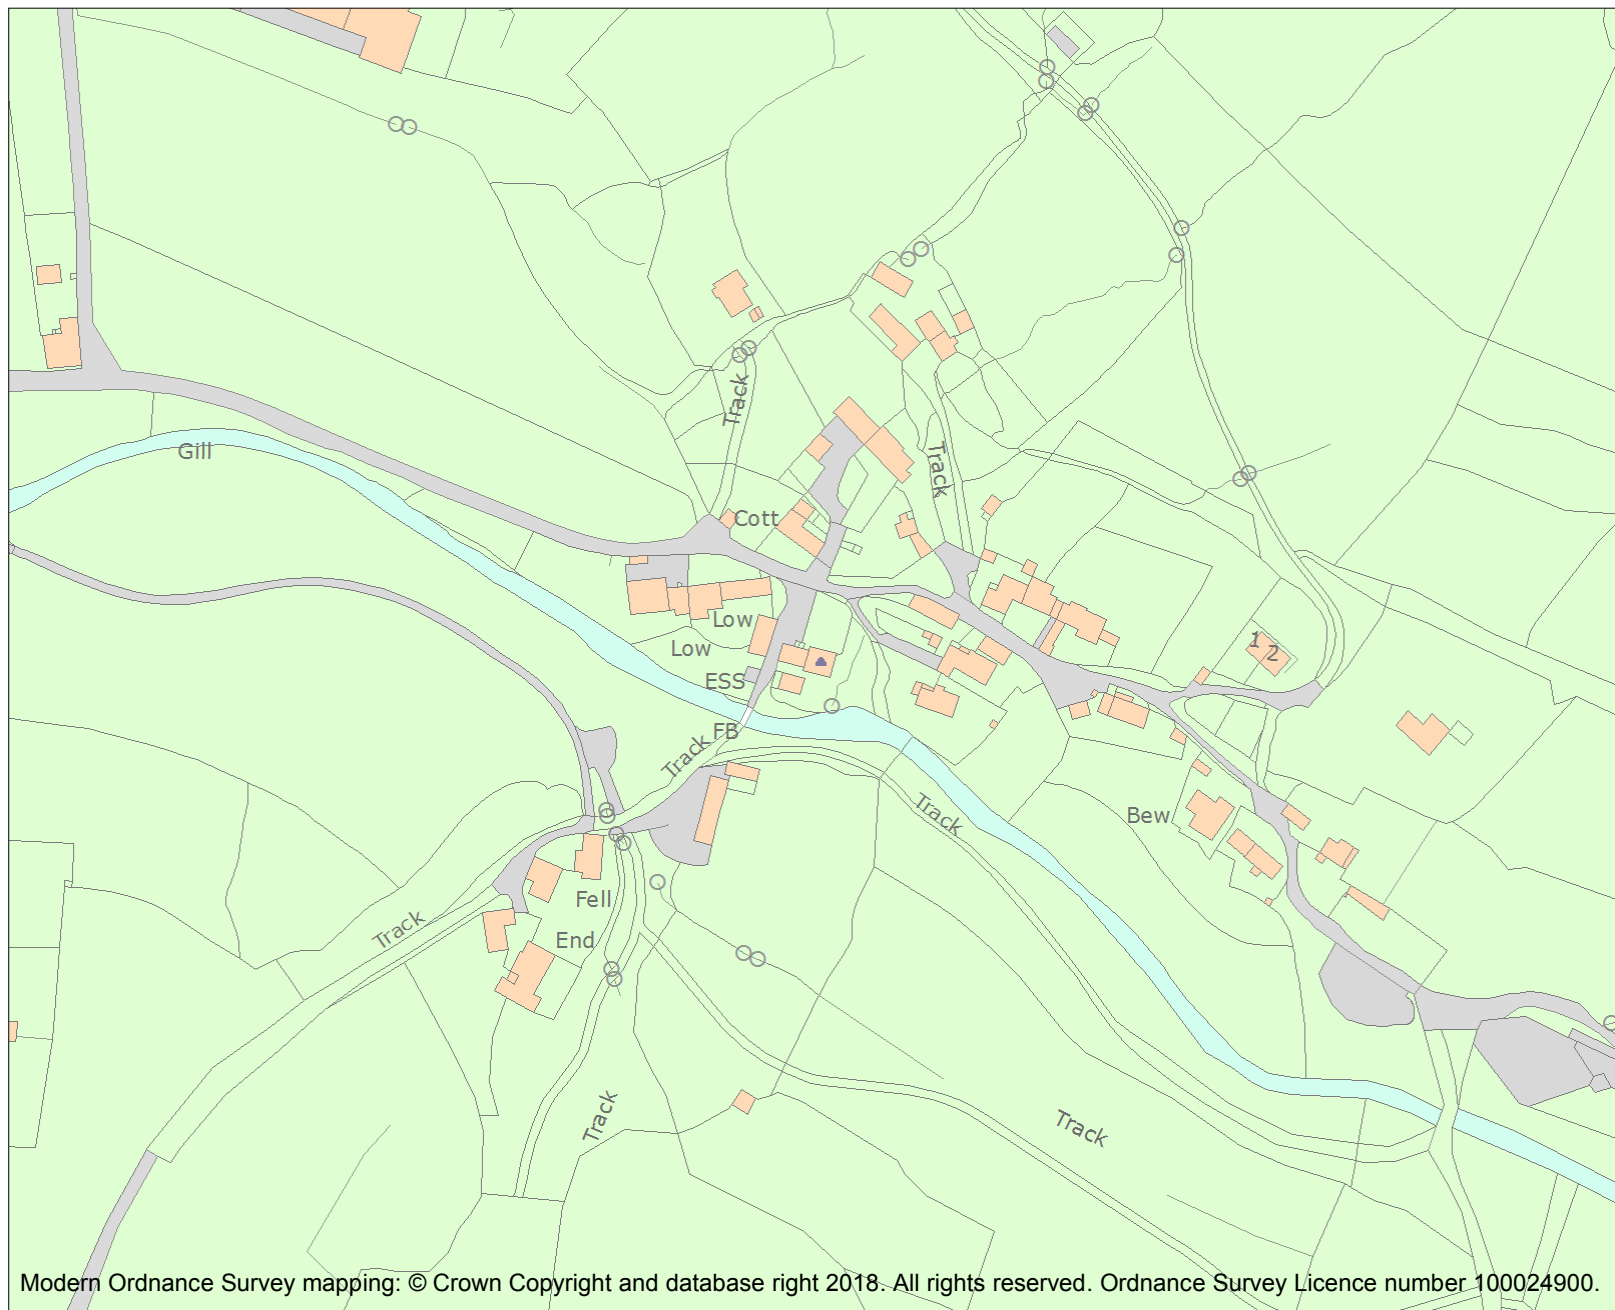 Track
Gill
Track
Cott
Low
Low
1 2
ESS
FB
Track
Track
Bew
Fell
Track
End
Track
Track
Modern Ordnance Survey mapping: © Crown Copyright and database right 2018. All rights reserved. Ordnance Survey Licence number 100024900.